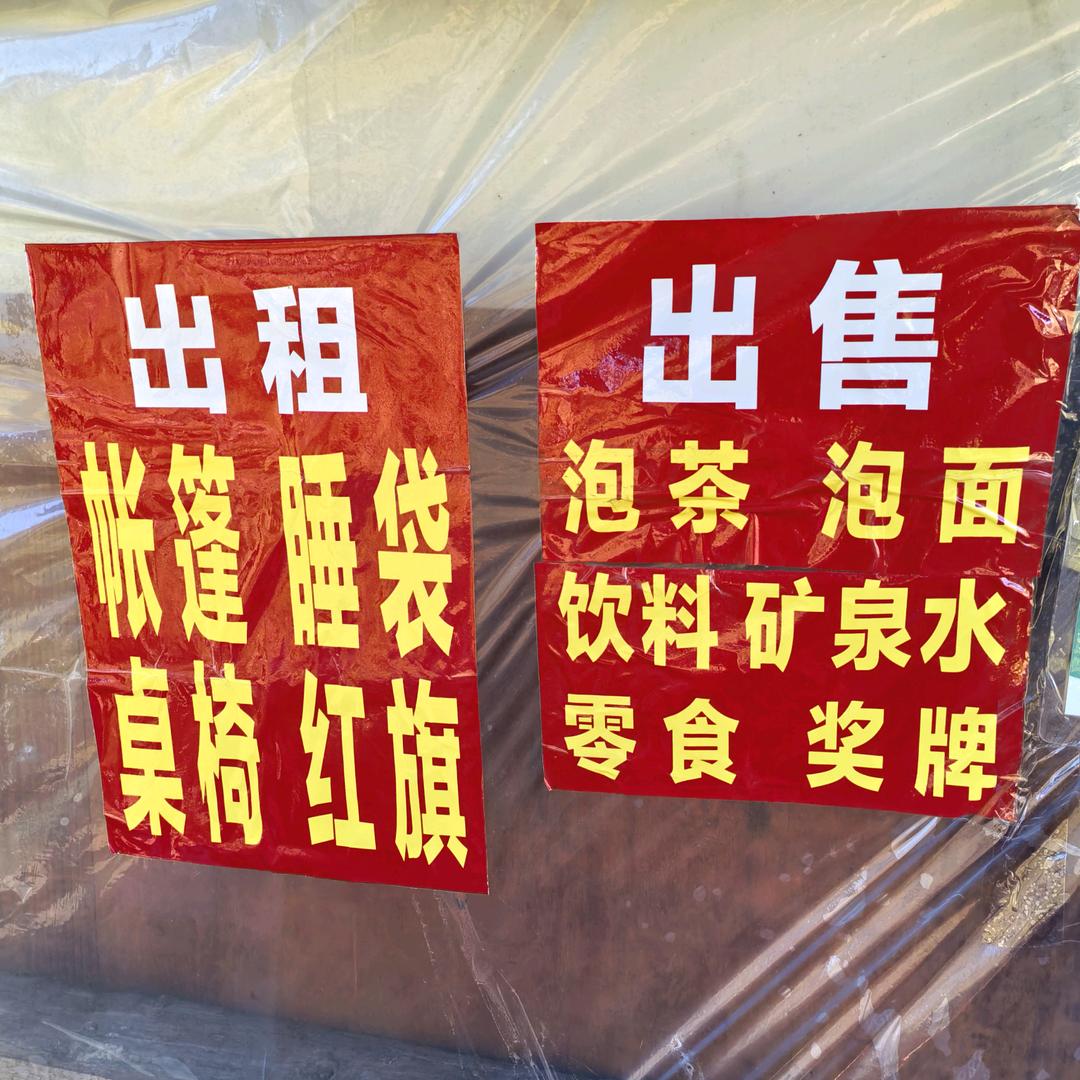 出租
帐篷 睡袋
桌椅 红旗
出售
泡茶 泡面
饮料 矿泉水
零食 奖牌